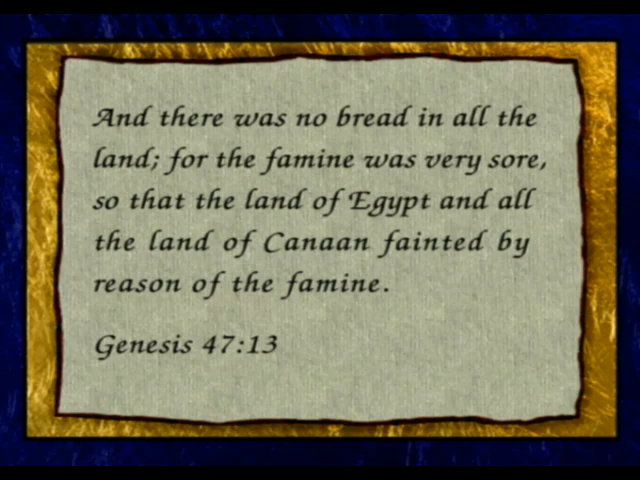 And there was no bread in all the
land; for the famine was very sore,
so that the land of Egypt and all
the land of Canaan fainted by
reason of the famine.
Genesis 47:13